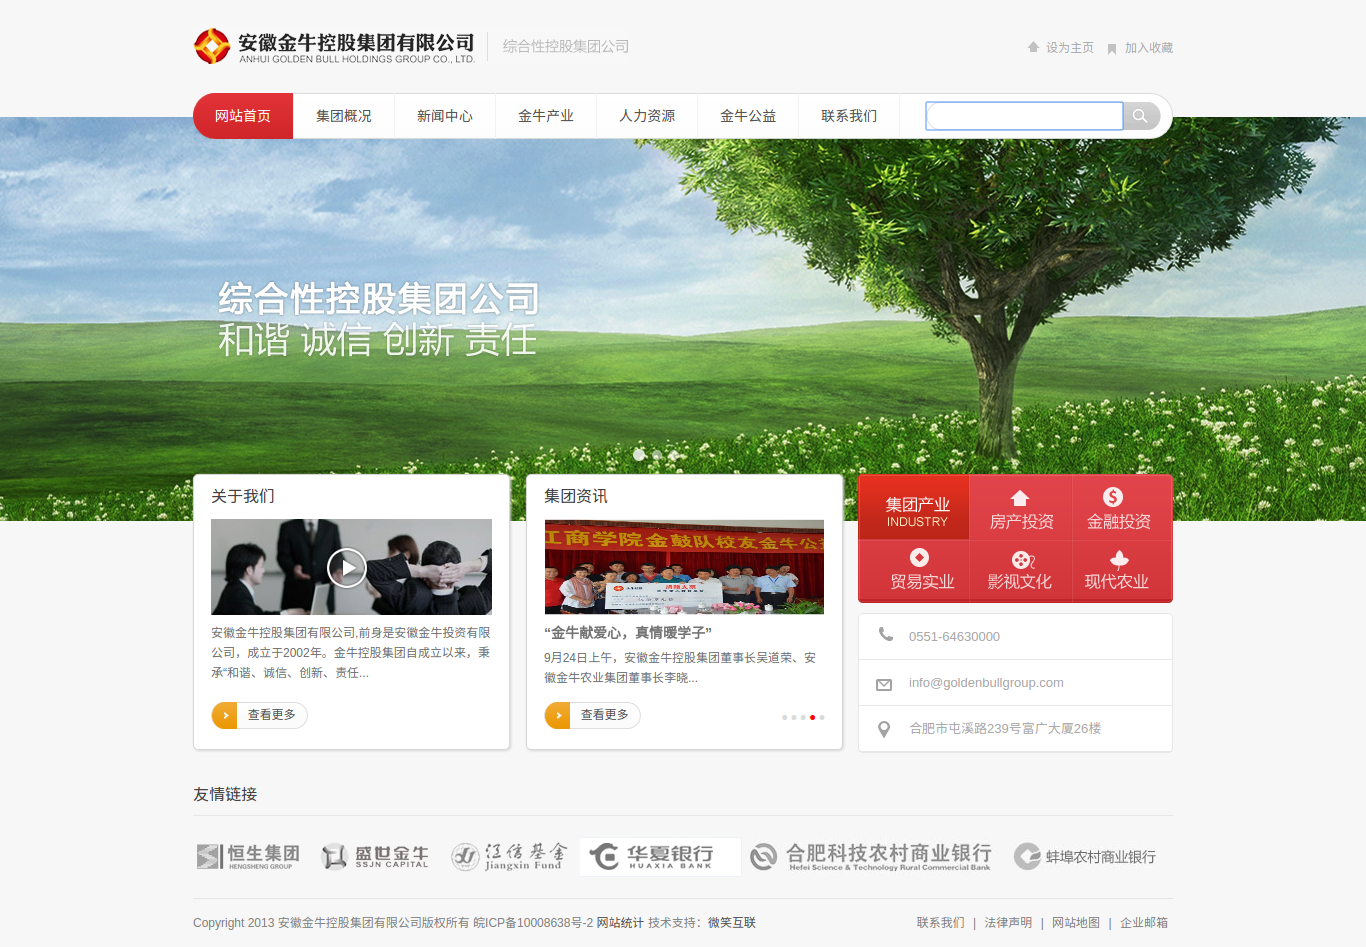 安徽金牛控股集团有限公司
ANHUI GOLDEN BULL HOLDINGS GROUP CO., LTD.
综合性控股集团公司
设为主页
加入收藏
网站首页
集团概况
新闻中心
金牛产业
人力资源
金牛公益
联系我们
综合性控股集团公司
和谐 诚信 创新 责任
关于我们
安徽金牛控股集团有限公司,前身是安徽金牛投资有限
公司，成立于2002年。金牛控股集团自成立以来，秉
承“和谐、诚信、创新、责任...
查看更多
集团资讯
江商学院金鼓队校友金牛公益
“金牛献爱心，真情暖学子”
9月24日上午，安徽金牛控股集团董事长吴道荣、安
徽金牛农业集团董事长李晓...
查看更多
集团产业
INDUSTRY
房产投资
金融投资
贸易实业
影视文化
现代农业
0551-64630000
info@goldenbullgroup.com
合肥市屯溪路239号富广大厦26楼
友情链接
恒生集团
HENGSHENG GROUP
盛世金牛
SSJN CAPITAL
江信基金
Jiangxin Fund
华夏银行
HUAXIA BANK
合肥科技农村商业银行
Hefei Science & Technology Rural Commercial Bank
蚌埠农村商业银行
Copyright 2013 安徽金牛控股集团有限公司版权所有 皖ICP备10008638号-2 网站统计 技术支持：微笑互联
联系我们 | 法律声明 | 网站地图 | 企业邮箱